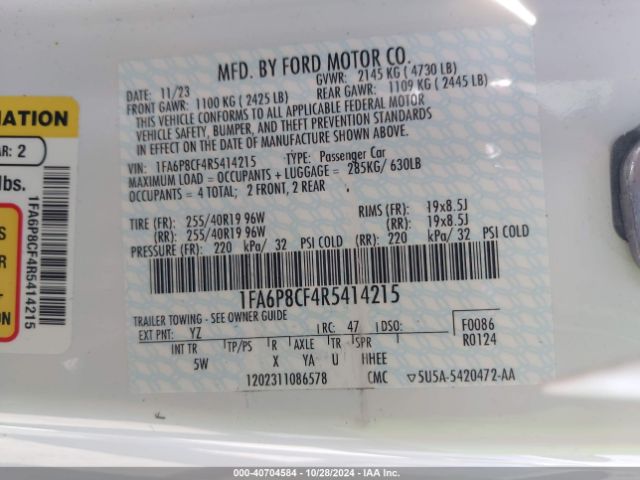 MFD. BY FORD MOTOR CO.
DATE: 11/23 GVWR: 2145 KG ( 4730 LB)
FRONT GAWR: 1100 KG ( 2425 LB) REAR GAWR: 1109 KG ( 2445 LB)
THIS VEHICLE CONFORMS TO ALL APPLICABLE FEDERAL MOTOR
VEHICLE SAFETY, BUMPER, AND THEFT PREVENTION STANDARDS
IN EFFECT ON THE DATE OF MANUFACTURE SHOWN ABOVE.
VIN: 1FA6P8CF4R5414215 TYPE: Passenger Car
MAXIMUM LOAD = OCCUPANTS + LUGGAGE = 285KG/ 630LB
OCCUPANTS = 4 TOTAL; 2 FRONT, 2 REAR
TIRE (FR): 255/40R19 96W RIMS (FR): 19x8.5J
(RR): 255/40R19 96W (RR): 19x8.5J
PRESSURE (FR): 220 kPa/ 32 PSI COLD (RR): 220 kPa/ 32 PSI COLD
1FA6P8CF4R5414215
TRAILER TOWING - SEE OWNER GUIDE
EXT PNT: YZ RC: 47 DSO: F0086
INT TR TP/PS R AXLE TR SPR R0124
5W X YA U HHEE
1202311086578 CMC 5U5A-5420472-AA
MATION
AR: 2
lbs.
S
S
1FA6P8CF4R5414215
000-40704584 - 10/28/2024 - IAA Inc.